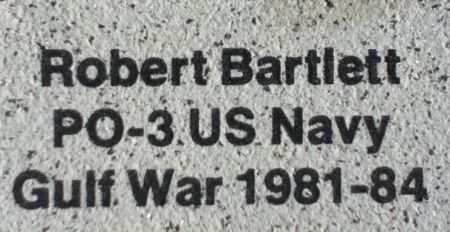 Robert Bartlett
PO-3 US Navy
Gulf War 1981-84